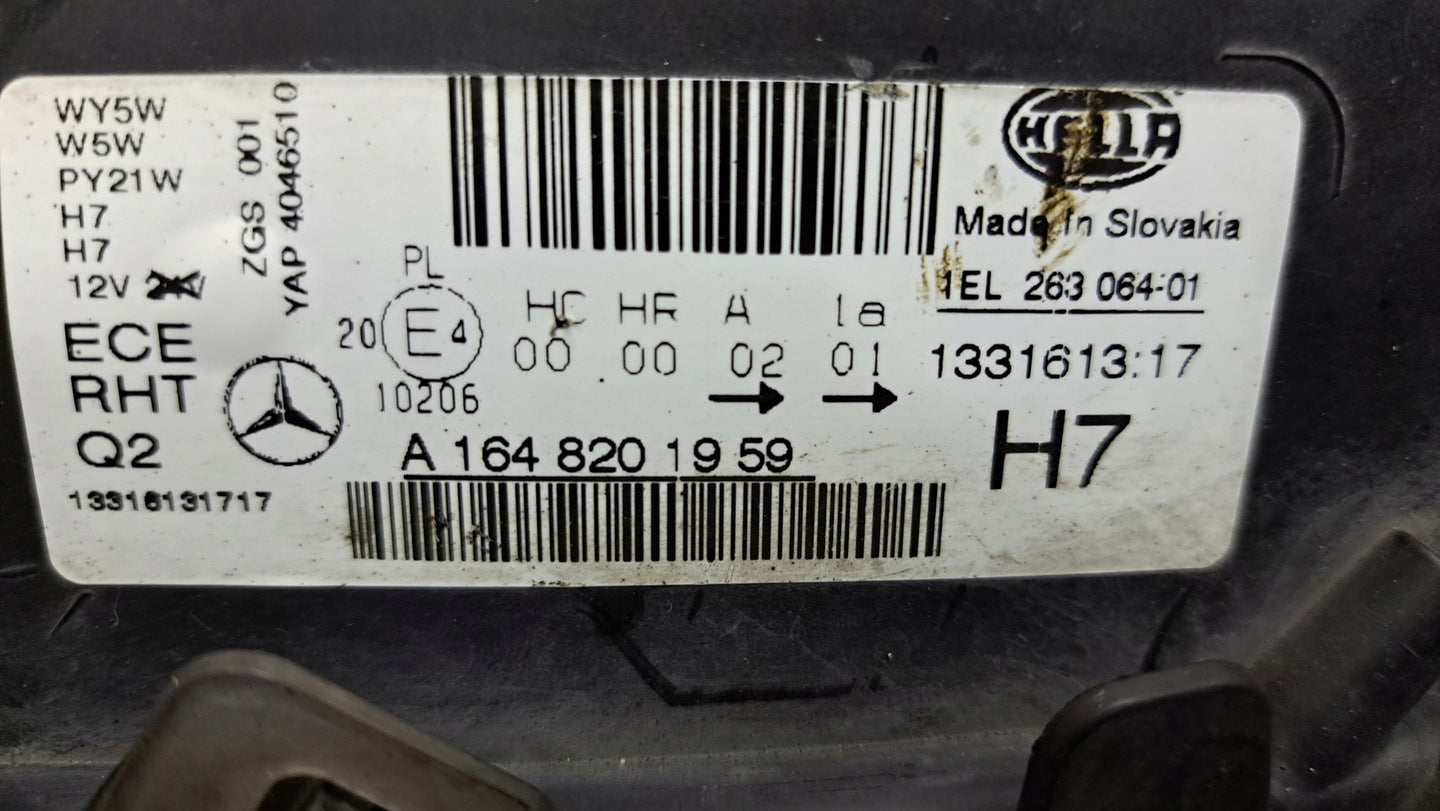 WY5W
W5W
PY21W
H7
H7
12V
ECE
RHT
Q2
13316131717
ZGS 001
YAP 4046510
PL
20 E4
10206
HC HR A 1a
00 00 02 01
A 164 820 19 59
HELLA
Made In Slovakia
1EL 263 064-01
1331613:17
H7